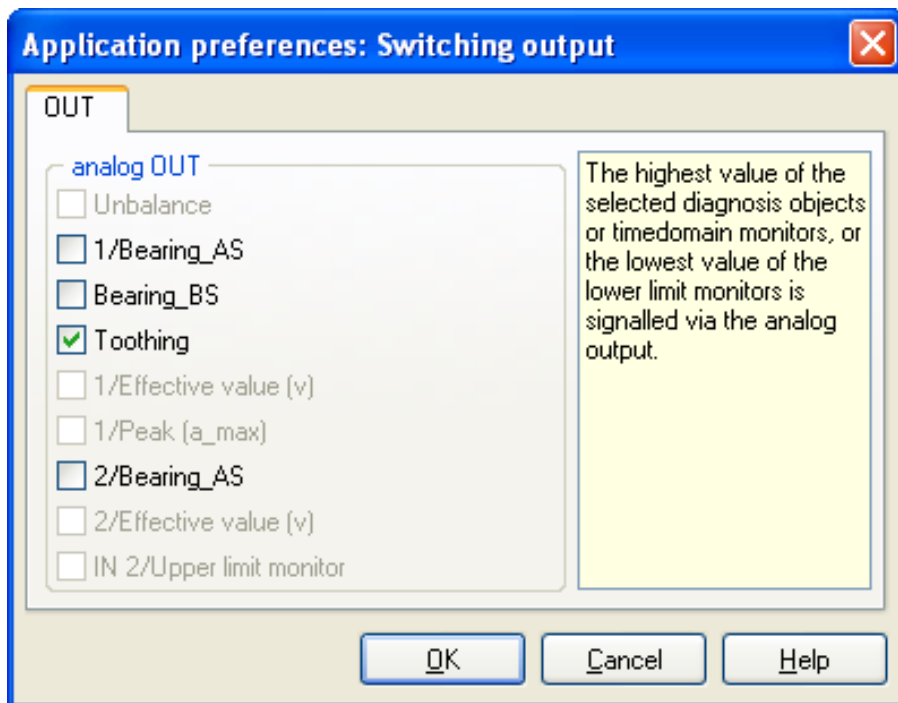 Application preferences: Switching output
OUT
analog OUT
Unbalance
1/Bearing_AS
Bearing_BS
Toothing
1/Effective value (v)
1/Peak (a_max)
2/Bearing_AS
2/Effective value (v)
IN 2/Upper limit monitor
The highest value of the
selected diagnosis objects
or timedomain monitors, or
the lowest value of the
lower limit monitors is
signalled via the analog
output.
OK
Cancel
Help